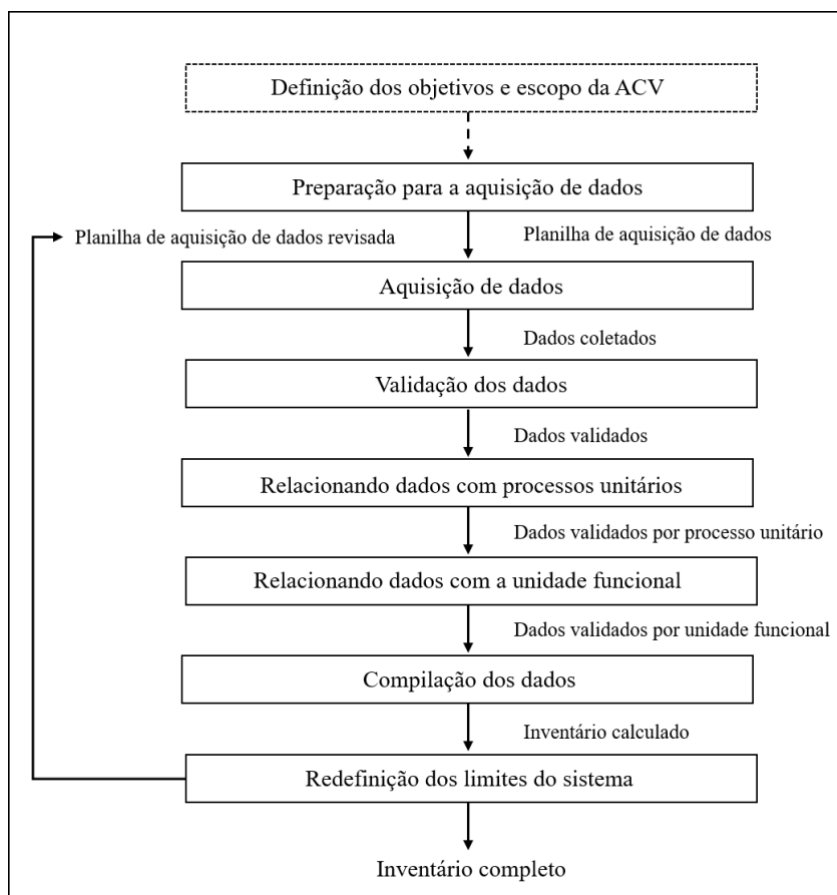 Definição dos objetivos e escopo da ACV
Preparação para a aquisição de dados
Planilha de aquisição de dados revisada
Planilha de aquisição de dados
Aquisição de dados
Dados coletados
Validação dos dados
Dados validados
Relacionando dados com processos unitários
Dados validados por processo unitário
Relacionando dados com a unidade funcional
Dados validados por unidade funcional
Compilação dos dados
Inventário calculado
Redefinição dos limites do sistema
Inventário completo